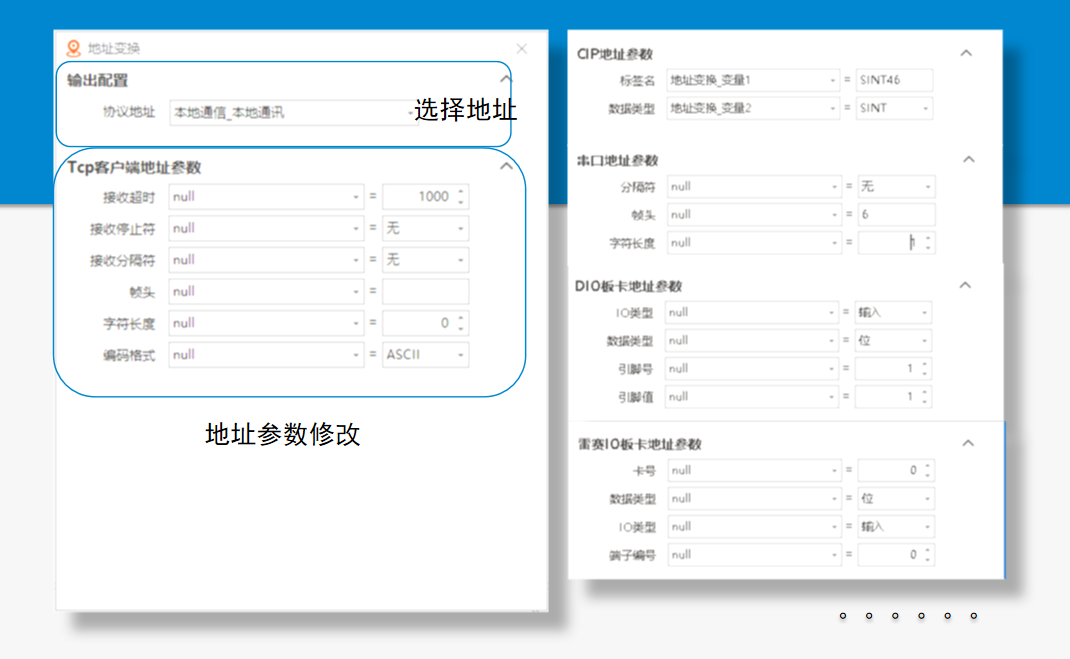 地址变换
输出配置
协议地址 本地通信_本地通讯
选择地址
Tcp客户端地址参数
接收超时 null = 1000
接收停止符 null = 无
接收分隔符 null = 无
帧头 null =
字符长度 null = 0
编码格式 null = ASCII
地址参数修改
CIP地址参数
标签名 地址变换_变量1 = SINT46
数据类型 地址变换_变量2 = SINT
串口地址参数
分隔符 null = 无
帧头 null = 6
字符长度 null =
DIO板卡地址参数
IO类型 null = 输入
数据类型 null = 位
引脚号 null = 1
引脚值 null = 1
雷赛IO板卡地址参数
卡号 null = 0
数据类型 null = 位
IO类型 null = 输入
端子编号 null = 0
。。。。。。